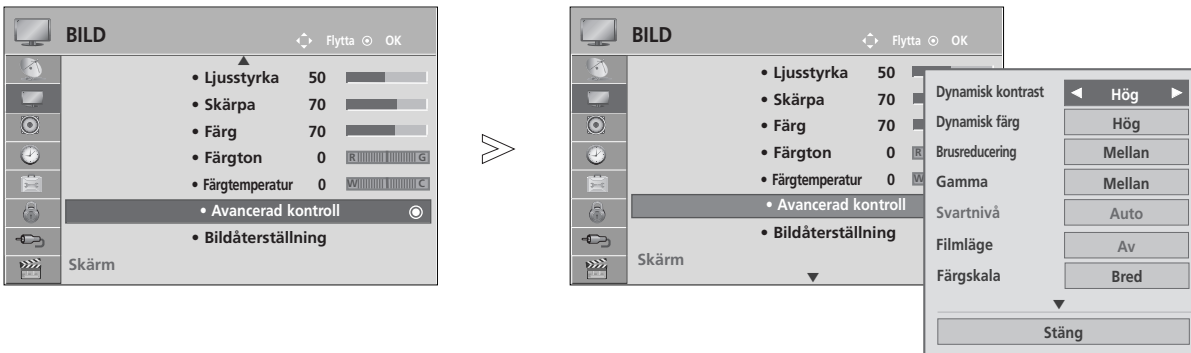 BILD
Flytta OK
• Ljusstyrka 50
• Skärpa 70
• Färg 70
• Färgton 0 R G
• Färgtemperatur 0 W C
• Avancerad kontroll
• Bildåterställning
Skärm
BILD
Flytta OK
• Ljusstyrka 50
• Skärpa 70
• Färg 70
• Färgton 0 R
• Färgtemperatur 0 W
• Avancerad kontroll
• Bildåterställning
Skärm
Dynamisk kontrast Hög
Dynamisk färg Hög
Brusreducering Mellan
Gamma Mellan
Svartnivå Auto
Filmläge Av
Färgskala Bred
Stäng